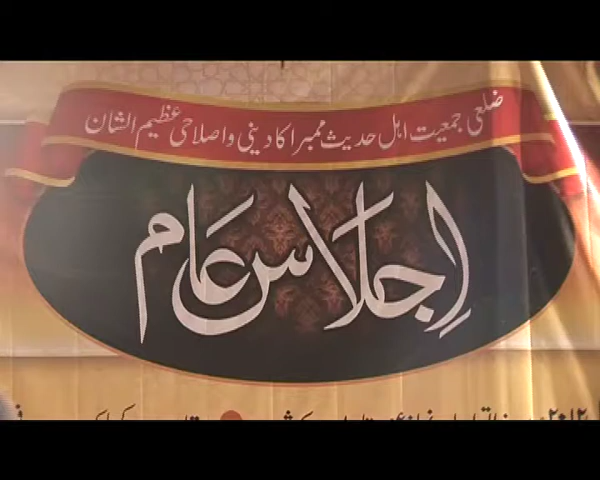 ضلعی جمعیت اہل حدیث ممبرا کا دینی و اصلاحی عظیم الشان
اجلاس عام